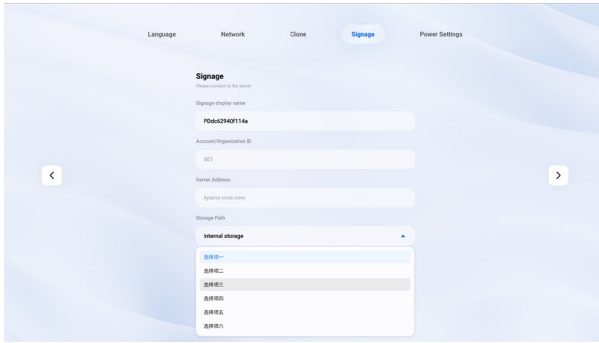 Language
Network
Clone
Signage
Power Settings
Signage
Please connect to the server
Signage display name
PDdc62940f114a
Account/Organisation ID
001
Server Address
iiyama-cms.com
Storage Path
internal storage
选择项一
选择项二
选择项三
选择项四
选择项五
选择项六